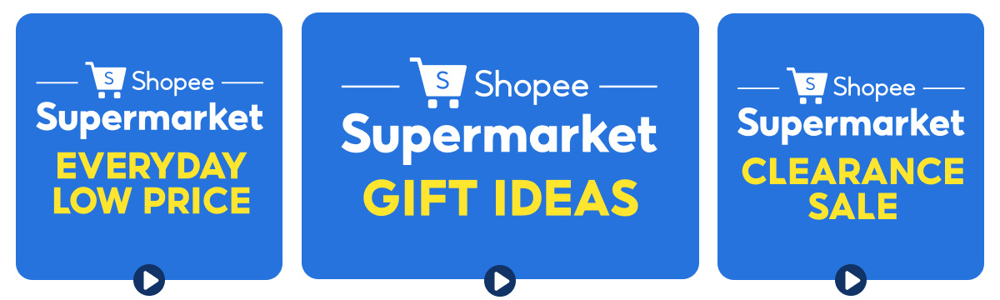 S Shopee
Supermarket
EVERYDAY
LOW PRICE
S Shopee
Supermarket
GIFT IDEAS
S Shopee
Supermarket
CLEARANCE
SALE